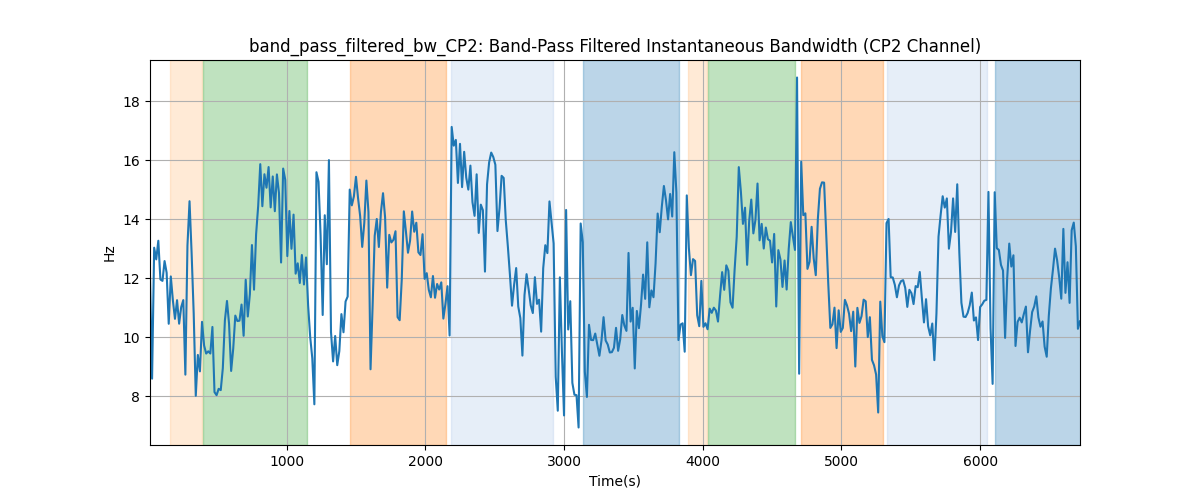 band_pass_filtered_bw_CP2: Band-Pass Filtered Instantaneous Bandwidth (CP2 Channel)
18
16
14
12
10
8
Hz
1000 2000 3000 4000 5000 6000
Time(s)